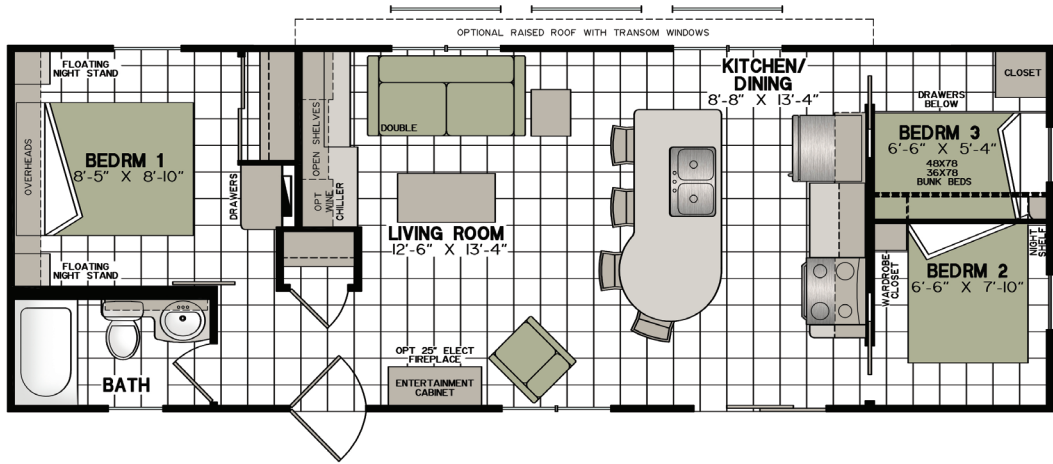 OPTIONAL RAISED ROOF WITH TRANSOM WINDOWS
FLOATING
NIGHT STAND
OVERHEADS
BEDRM 1
8'-5" X 8'-10"
DRAWERS
FLOATING
NIGHT STAND
BATH
OPEN SHELVES
OPT
WINE
CHILLER
DOUBLE
LIVING ROOM
12'-6" X 13'-4"
OPT 25" ELECT
FIREPLACE
ENTERTAINMENT
CABINET
KITCHEN/
DINING
8'-8" X 13'-4"
CLOSET
DRAWERS
BELOW
BEDRM 3
6'-6" X 5'-4"
48X78
36X78
BUNK BEDS
NIGHT
SHELF
WARDROBE
CLOSET
BEDRM 2
6'-6" X 7'-10"